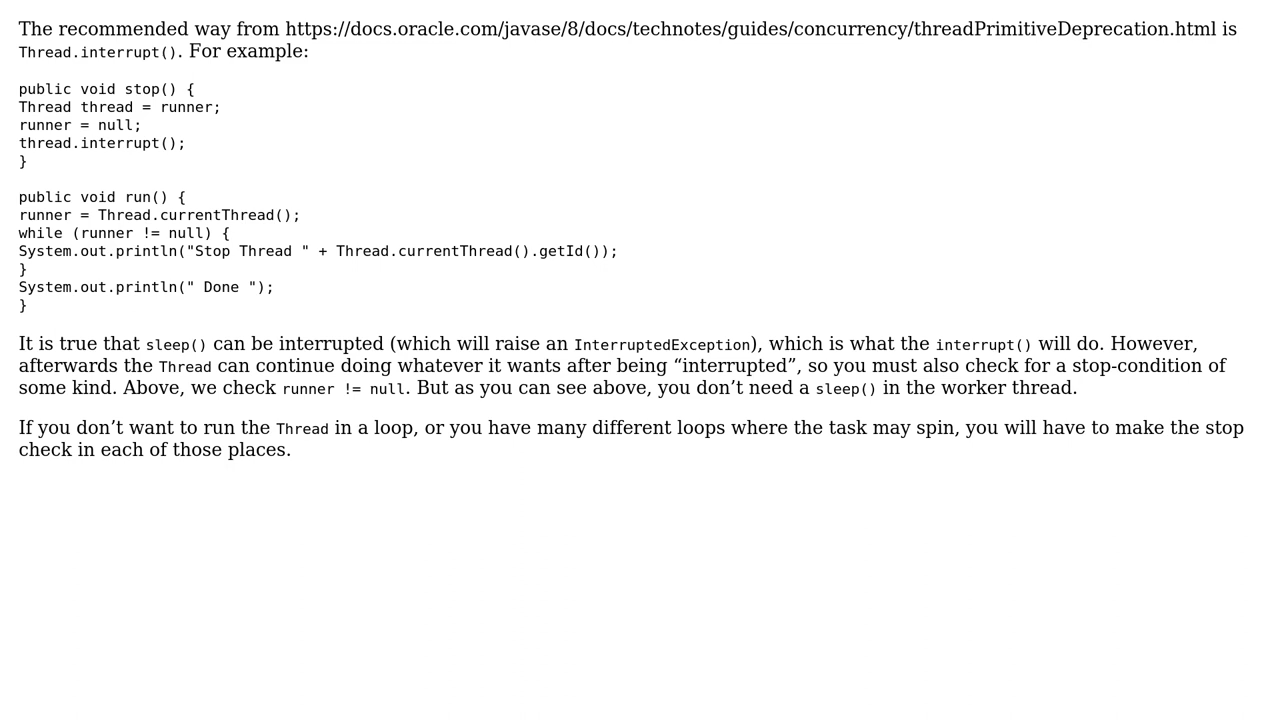 The recommended way from https://docs.oracle.com/javase/8/docs/technotes/guides/concurrency/threadPrimitiveDeprecation.html is
Thread.interrupt(). For example:
public void stop() {
Thread thread = runner;
runner = null;
thread.interrupt();
}
public void run() {
runner = Thread.currentThread();
while (runner != null) {
System.out.println("Stop Thread " + Thread.currentThread().getId());
}
System.out.println(" Done ");
}
It is true that sleep() can be interrupted (which will raise an InterruptedException), which is what the interrupt() will do. However,
afterwards the Thread can continue doing whatever it wants after being “interrupted”, so you must also check for a stop-condition of
some kind. Above, we check runner != null. But as you can see above, you don’t need a sleep() in the worker thread.
If you don’t want to run the Thread in a loop, or you have many different loops where the task may spin, you will have to make the stop
check in each of those places.